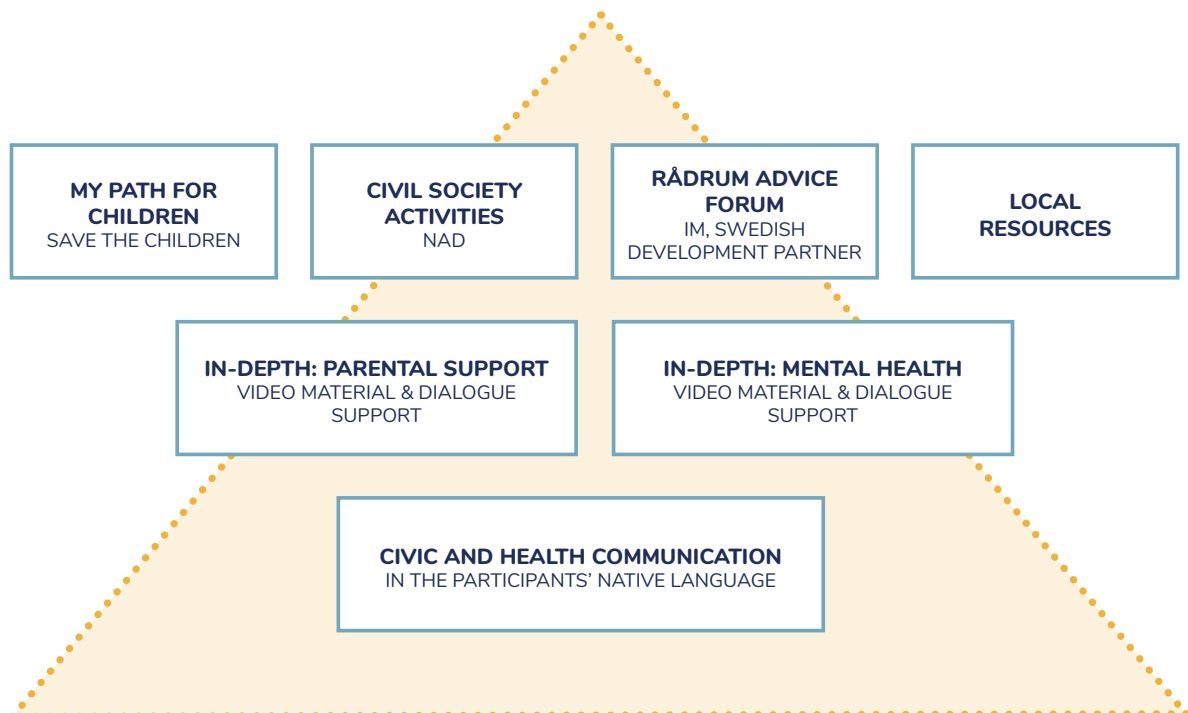 MY PATH FOR
CHILDREN
SAVE THE CHILDREN
CIVIL SOCIETY
ACTIVITIES
NAD
RÅDRUM ADVICE
FORUM
IM, SWEDISH
DEVELOPMENT PARTNER
LOCAL
RESOURCES
IN-DEPTH: PARENTAL SUPPORT
VIDEO MATERIAL & DIALOGUE
SUPPORT
IN-DEPTH: MENTAL HEALTH
VIDEO MATERIAL & DIALOGUE
SUPPORT
CIVIC AND HEALTH COMMUNICATION
IN THE PARTICIPANTS’ NATIVE LANGUAGE